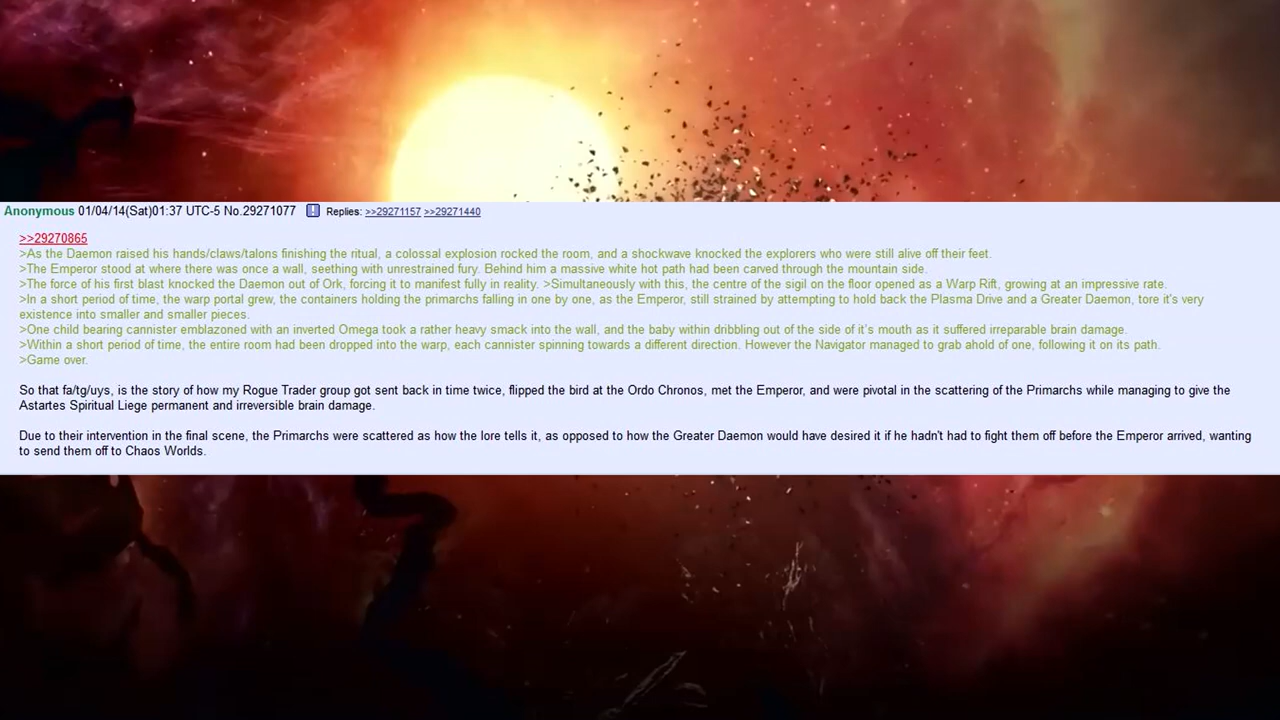 Anonymous 01/04/14(Sat)01:37 UTC-5 No.29271077 Replies: >>29271157 >>29271440
>>29270865
>As the Daemon raised his hands/claws/talons finishing the ritual, a colossal explosion rocked the room, and a shockwave knocked the explorers who were still alive off their feet.
>The Emperor stood at where there was once a wall, seething with unrestrained fury. Behind him a massive white hot path had been carved through the mountain side.
>The force of his first blast knocked the Daemon out of Ork, forcing it to manifest fully in reality. >Simultaneously with this, the centre of the sigil on the floor opened as a Warp Rift, growing at an impressive rate.
>In a short period of time, the warp portal grew, the containers holding the primarchs falling in one by one, as the Emperor, still strained by attempting to hold back the Plasma Drive and a Greater Daemon, tore it's very
existence into smaller and smaller pieces.
>One child bearing cannister emblazoned with an inverted Omega took a rather heavy smack into the wall, and the baby within dribbling out of the side of it's mouth as it suffered irreparable brain damage.
>Within a short period of time, the entire room had been dropped into the warp, each cannister spinning towards a different direction. However the Navigator managed to grab ahold of one, following it on its path.
>Game over.
So that fa/tg/uys, is the story of how my Rogue Trader group got sent back in time twice, flipped the bird at the Ordo Chronos, met the Emperor, and were pivotal in the scattering of the Primarchs while managing to give the
Astartes Spiritual Liege permanent and irreversible brain damage.
Due to their intervention in the final scene, the Primarchs were scattered as how the lore tells it, as opposed to how the Greater Daemon would have desired it if he hadn't had to fight them off before the Emperor arrived, wanting
to send them off to Chaos Worlds.